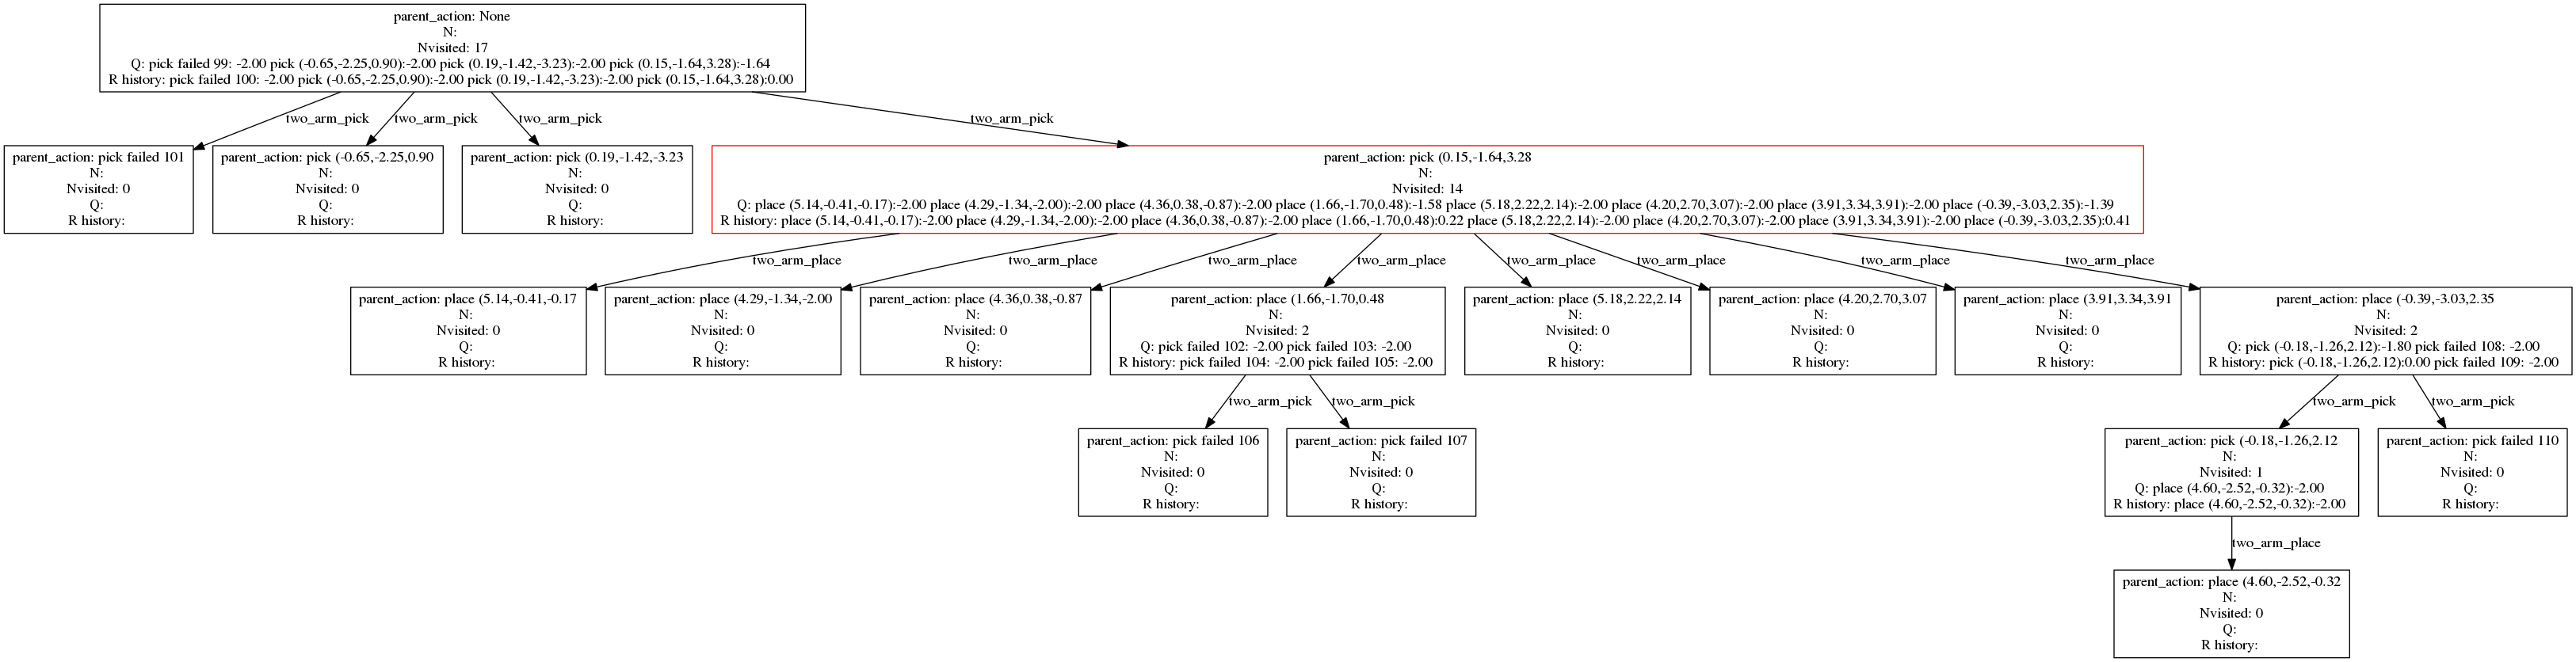 parent_action: None
N:
Nvisited: 17
Q: pick failed 99: -2.00 pick (-0.65,-2.25,0.90):-2.00 pick (0.19,-1.42,-3.23):-2.00 pick (0.15,-1.64,3.28):-1.64
R history: pick failed 100: -2.00 pick (-0.65,-2.25,0.90):-2.00 pick (0.19,-1.42,-3.23):-2.00 pick (0.15,-1.64,3.28):0.00
two_arm_pick
two_arm_pick
two_arm_pick
two_arm_pick
parent_action: pick failed 101
N:
Nvisited: 0
Q:
R history:
parent_action: pick (-0.65,-2.25,0.90
N:
Nvisited: 0
Q:
R history:
parent_action: pick (0.19,-1.42,-3.23
N:
Nvisited: 0
Q:
R history:
parent_action: pick (0.15,-1.64,3.28
N:
Nvisited: 14
Q: place (5.14,-0.41,-0.17):-2.00 place (4.29,-1.34,-2.00):-2.00 place (4.36,0.38,-0.87):-2.00 place (1.66,-1.70,0.48):-1.58 place (5.18,2.22,2.14):-2.00 place (4.20,2.70,3.07):-2.00 place (3.91,3.34,3.91):-2.00 place (-0.39,-3.03,2.35):-1.39
R history: place (5.14,-0.41,-0.17):-2.00 place (4.29,-1.34,-2.00):-2.00 place (4.36,0.38,-0.87):-2.00 place (1.66,-1.70,0.48):0.22 place (5.18,2.22,2.14):-2.00 place (4.20,2.70,3.07):-2.00 place (3.91,3.34,3.91):-2.00 place (-0.39,-3.03,2.35):0.41
two_arm_place
two_arm_place
two_arm_place
two_arm_place
two_arm_place
two_arm_place
two_arm_place
two_arm_place
parent_action: place (5.14,-0.41,-0.17
N:
Nvisited: 0
Q:
R history:
parent_action: place (4.29,-1.34,-2.00
N:
Nvisited: 0
Q:
R history:
parent_action: place (4.36,0.38,-0.87
N:
Nvisited: 0
Q:
R history:
parent_action: place (1.66,-1.70,0.48
N:
Nvisited: 2
Q: pick failed 102: -2.00 pick failed 103: -2.00
R history: pick failed 104: -2.00 pick failed 105: -2.00
parent_action: place (5.18,2.22,2.14
N:
Nvisited: 0
Q:
R history:
parent_action: place (4.20,2.70,3.07
N:
Nvisited: 0
Q:
R history:
parent_action: place (3.91,3.34,3.91
N:
Nvisited: 0
Q:
R history:
parent_action: place (-0.39,-3.03,2.35
N:
Nvisited: 2
Q: pick (-0.18,-1.26,2.12):-1.80 pick failed 108: -2.00
R history: pick (-0.18,-1.26,2.12):0.00 pick failed 109: -2.00
two_arm_pick
two_arm_pick
two_arm_pick
two_arm_pick
parent_action: pick failed 106
N:
Nvisited: 0
Q:
R history:
parent_action: pick failed 107
N:
Nvisited: 0
Q:
R history:
parent_action: pick (-0.18,-1.26,2.12
N:
Nvisited: 1
Q: place (4.60,-2.52,-0.32):-2.00
R history: place (4.60,-2.52,-0.32):-2.00
parent_action: pick failed 110
N:
Nvisited: 0
Q:
R history:
two_arm_place
parent_action: place (4.60,-2.52,-0.32
N:
Nvisited: 0
Q:
R history: